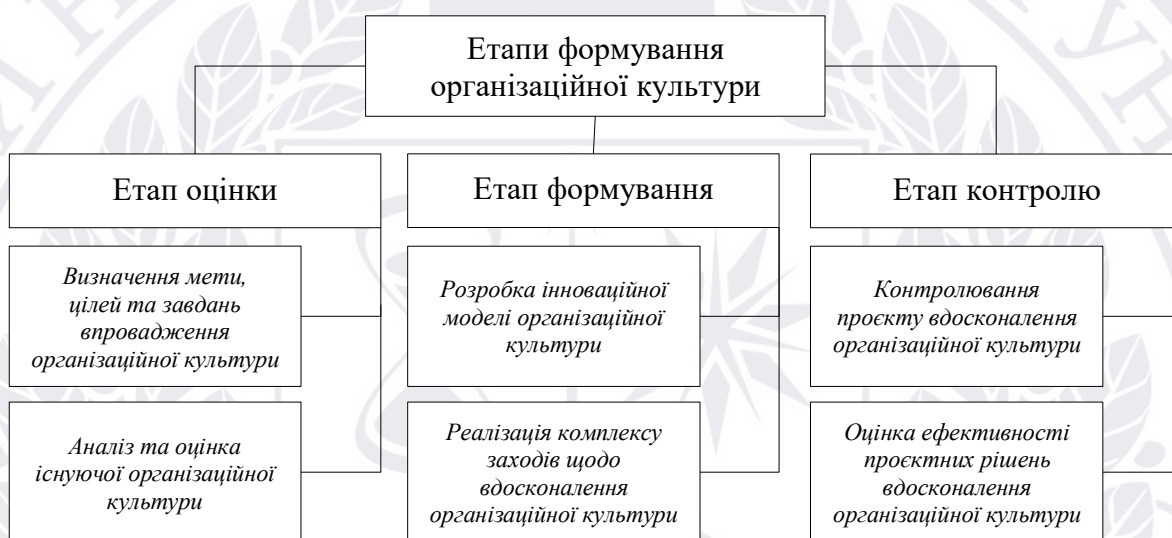 Етапи формування
організаційної культури
Етап оцінки
Етап формування
Етап контролю
Визначення мети,
цілей та завдань
впровадження
організаційної культури
Розробка інноваційної
моделі організаційної
культури
Контролювання
проєкту вдосконалення
організаційної культури
Аналіз та оцінка
існуючої організаційної
культури
Реалізація комплексу
заходів щодо
вдосконалення
організаційної культури
Оцінка ефективності
проєктних рішень
вдосконалення
організаційної культури